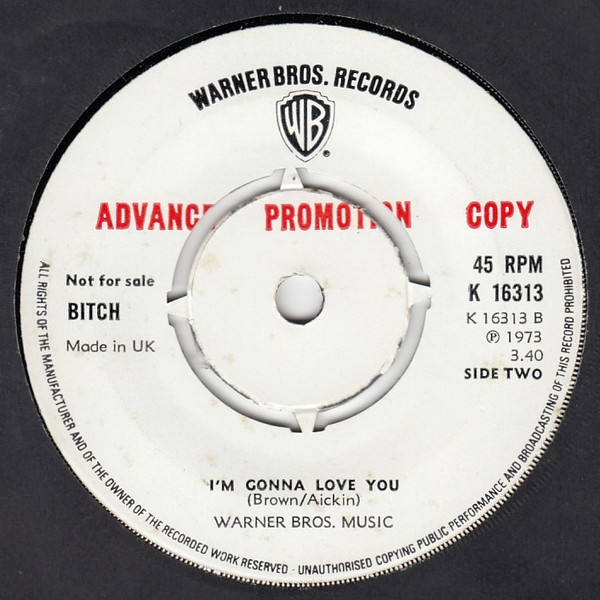 WARNER BROS. RECORDS
WB
®
ADVANCE PROMOTION COPY
Not for sale
BITCH
Made in UK
45 RPM
K 16313
K 16313 B
℗ 1973
3.40
SIDE TWO
I'M GONNA LOVE YOU
(Brown/Aickin)
WARNER BROS. MUSIC
ALL RIGHTS OF THE MANUFACTURER AND OF THE OWNER OF THE RECORDED WORK RESERVED · UNAUTHORISED COPYING PUBLIC PERFORMANCE AND BROADCASTING OF THIS RECORD PROHIBITED